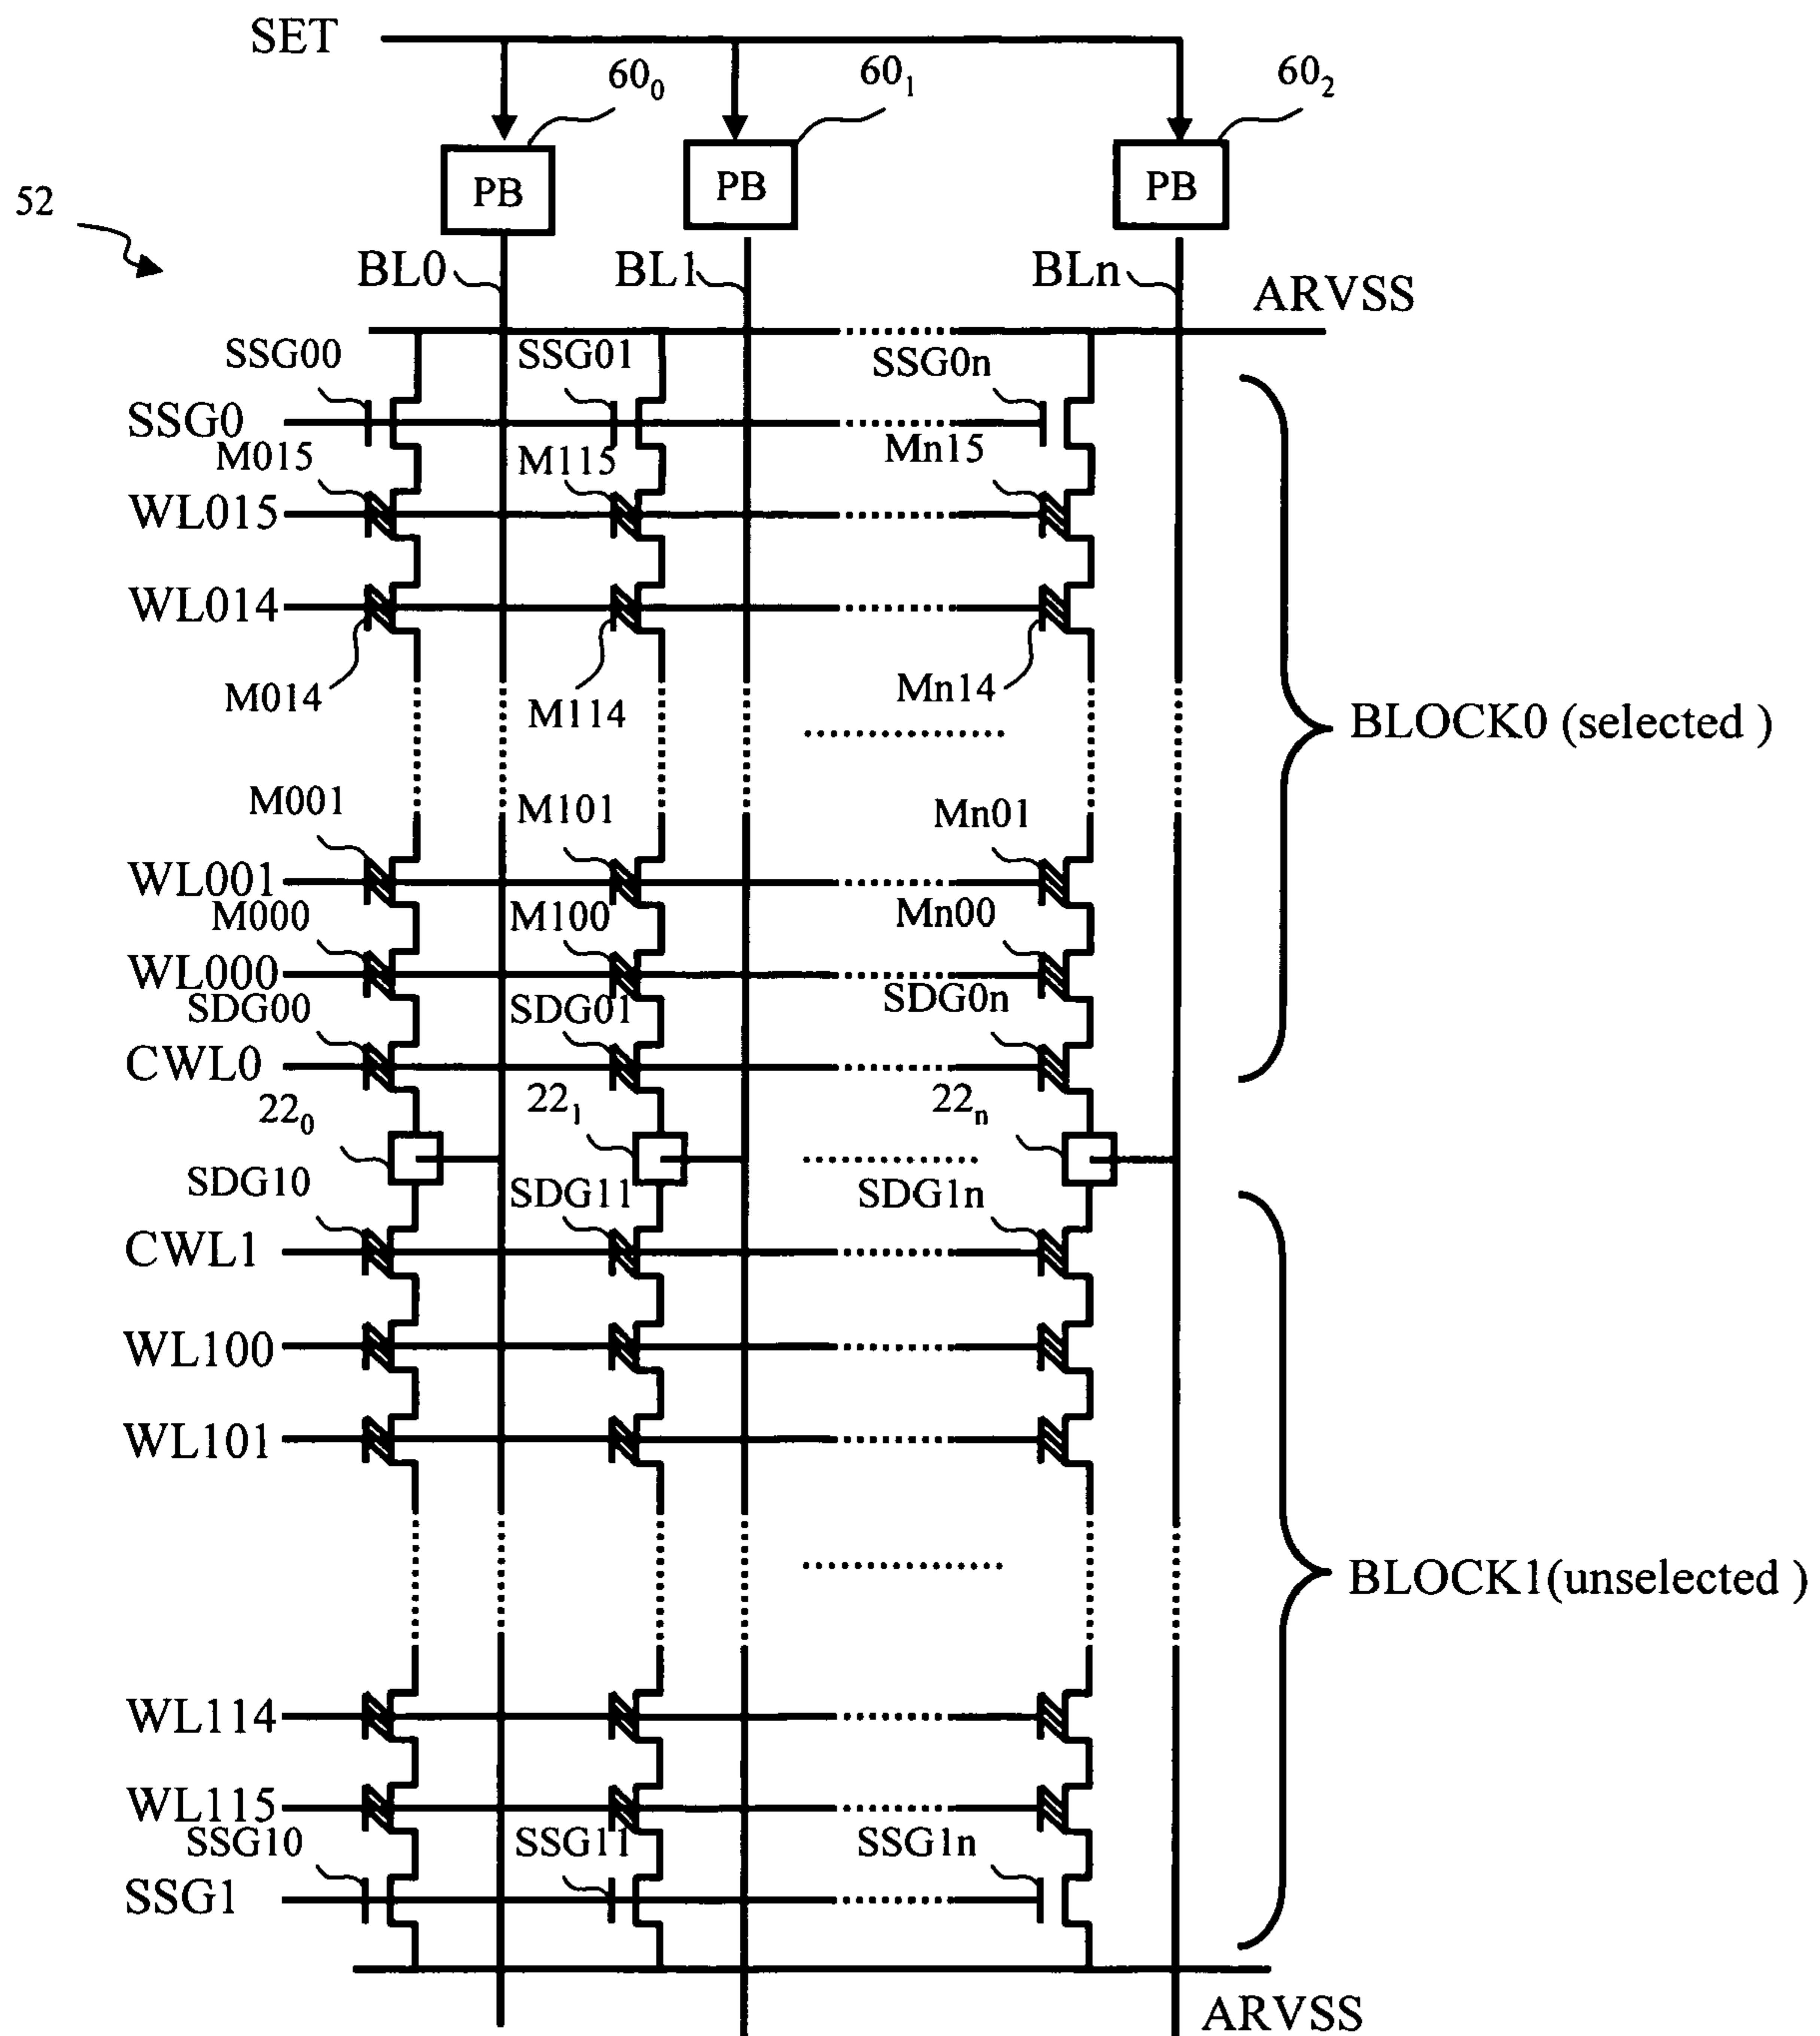 SET
60₀ 60₁ 60₂
PB PB PB
52
BL0 BL1 BLn
ARVSS
SSG00 SSG01 SSG0n
SSG0
M015 M115 Mn15
WL015
WL014
M014 M114 Mn14
BLOCK0 (selected )
M001 M101 Mn01
WL001
M000 M100 Mn00
WL000
SDG00 SDG01 SDG0n
CWL0
22₀ 22₁ 22ₙ
SDG10 SDG11 SDG1n
CWL1
WL100
WL101
BLOCK1(unselected )
WL114
WL115
SSG10 SSG11 SSG1n
SSG1
ARVSS